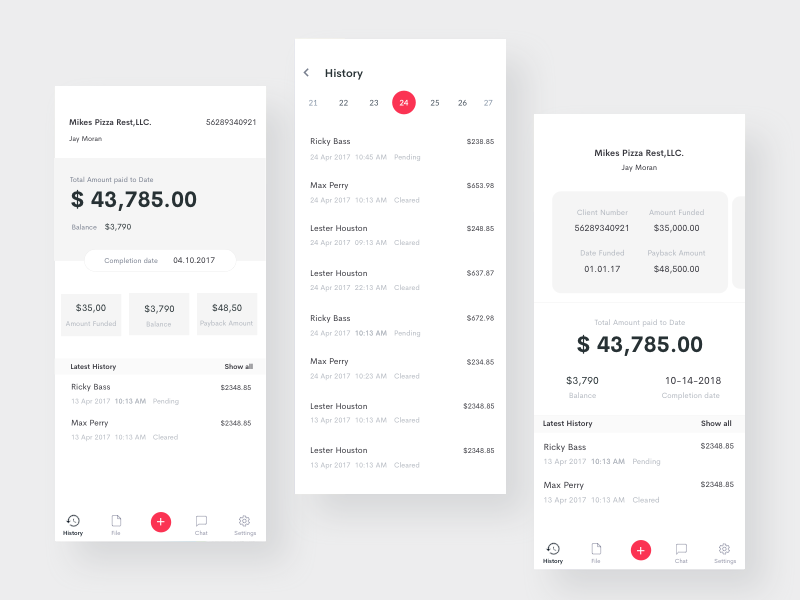 Mikes Pizza Rest,LLC. 56289340921
Jay Moran
Total Amount paid to Date
$ 43,785.00
Balance $3,790
Completion date 04.10.2017
$35,00 $3,790 $48,50
Amount Funded Balance Payback Amount
Latest History Show all
Ricky Bass $2348.85
13 Apr 2017 10:13 AM Pending
Max Perry $2348.85
13 Apr 2017 10:13 AM Cleared
History File Chat Settings
History
21 22 23 24 25 26 27
Ricky Bass $238.85
24 Apr 2017 10:45 AM Pending
Max Perry $653.98
24 Apr 2017 10:13 AM Cleared
Lester Houston $248.85
24 Apr 2017 09:13 AM Cleared
Lester Houston $637.87
24 Apr 2017 22:13 AM Cleared
Ricky Bass $672.98
24 Apr 2017 10:13 AM Pending
Max Perry $234.85
24 Apr 2017 10:23 AM Cleared
Lester Houston $2348.85
13 Apr 2017 10:13 AM Cleared
Lester Houston $2348.85
13 Apr 2017 10:13 AM Cleared
Mikes Pizza Rest,LLC.
Jay Moran
Client Number Amount Funded
56289340921 $35,000.00
Date Funded Payback Amount
01.01.17 $48,500.00
Total Amount paid to Date
$ 43,785.00
$3,790 10-14-2018
Balance Completion date
Latest History Show all
Ricky Bass $2348.85
13 Apr 2017 10:13 AM Pending
Max Perry $2348.85
13 Apr 2017 10:13 AM Cleared
History File Chat Settings